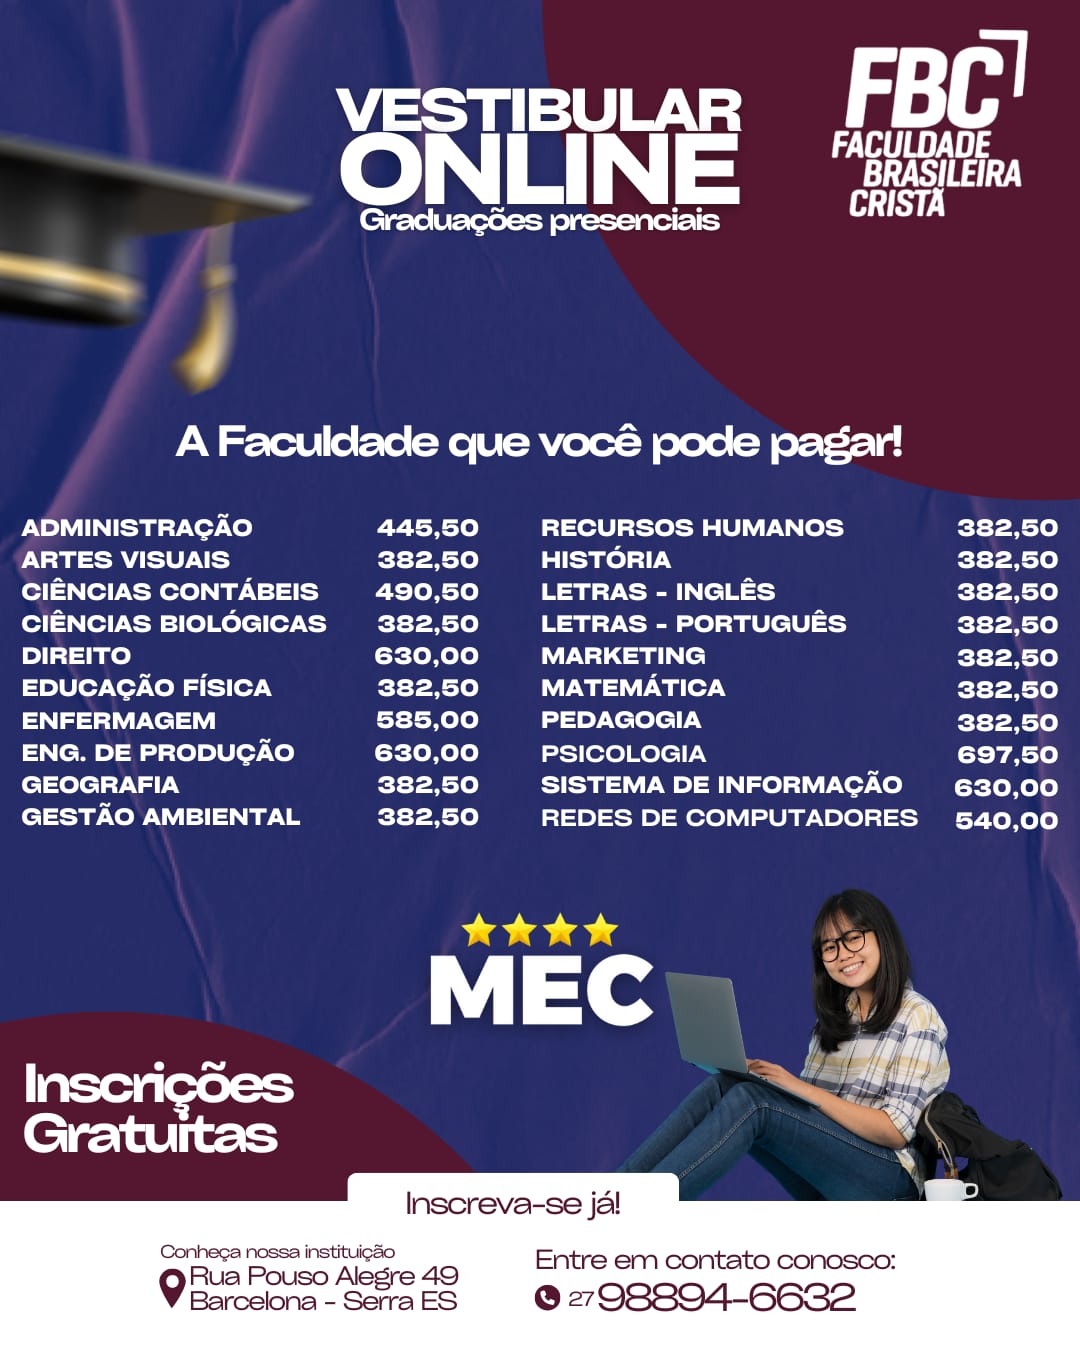 VESTIBULAR
ONLINE
Graduações presenciais
FBC
FACULDADE
BRASILEIRA
CRISTÃ
A Faculdade que você pode pagar!
ADMINISTRAÇÃO 445,50
ARTES VISUAIS 382,50
CIÊNCIAS CONTÁBEIS 490,50
CIÊNCIAS BIOLÓGICAS 382,50
DIREITO 630,00
EDUCAÇÃO FÍSICA 382,50
ENFERMAGEM 585,00
ENG. DE PRODUÇÃO 630,00
GEOGRAFIA 382,50
GESTÃO AMBIENTAL 382,50
RECURSOS HUMANOS 382,50
HISTÓRIA 382,50
LETRAS - INGLÊS 382,50
LETRAS - PORTUGUÊS 382,50
MARKETING 382,50
MATEMÁTICA 382,50
PEDAGOGIA 382,50
PSICOLOGIA 697,50
SISTEMA DE INFORMAÇÃO 630,00
REDES DE COMPUTADORES 540,00
MEC
Inscrições
Gratuitas
Inscreva-se já!
Conheça nossa instituição
Rua Pouso Alegre 49
Barcelona - Serra ES
Entre em contato conosco:
27 98894-6632